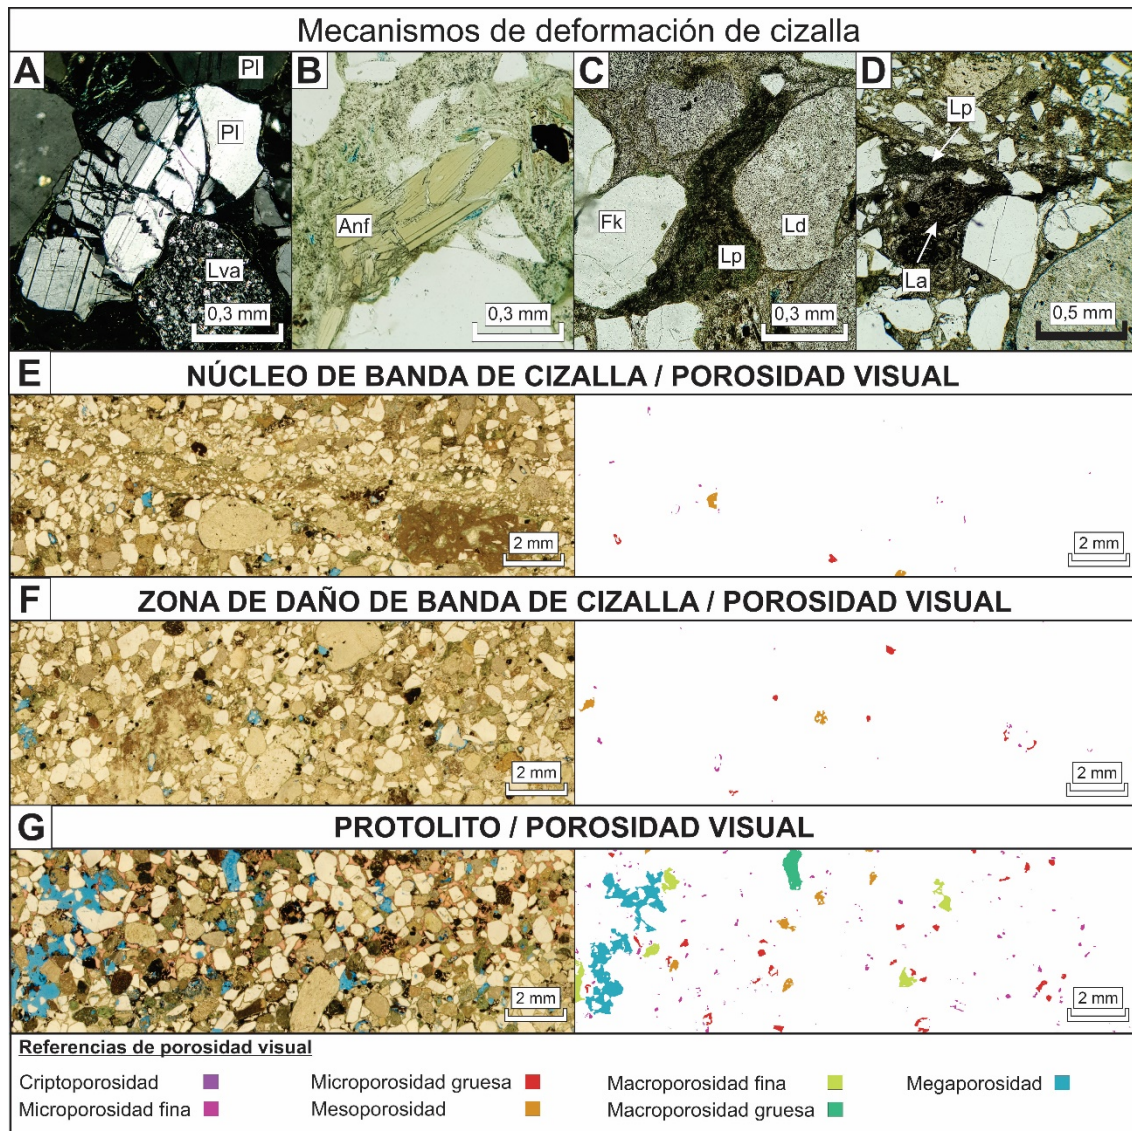 Mecanismos de deformación de cizalla
A
Pl
Pl
Lva
0,3 mm
B
Anf
0,3 mm
C
Fk
Ld
Lp
0,3 mm
D
Lp
La
0,5 mm
E
NÚCLEO DE BANDA DE CIZALLA / POROSIDAD VISUAL
2 mm
2 mm
F
ZONA DE DAÑO DE BANDA DE CIZALLA / POROSIDAD VISUAL
2 mm
2 mm
G
PROTOLITO / POROSIDAD VISUAL
2 mm
2 mm
Referencias de porosidad visual
Criptoporosidad
Microporosidad gruesa
Macroporosidad fina
Megaporosidad
Microporosidad fina
Mesoporosidad
Macroporosidad gruesa